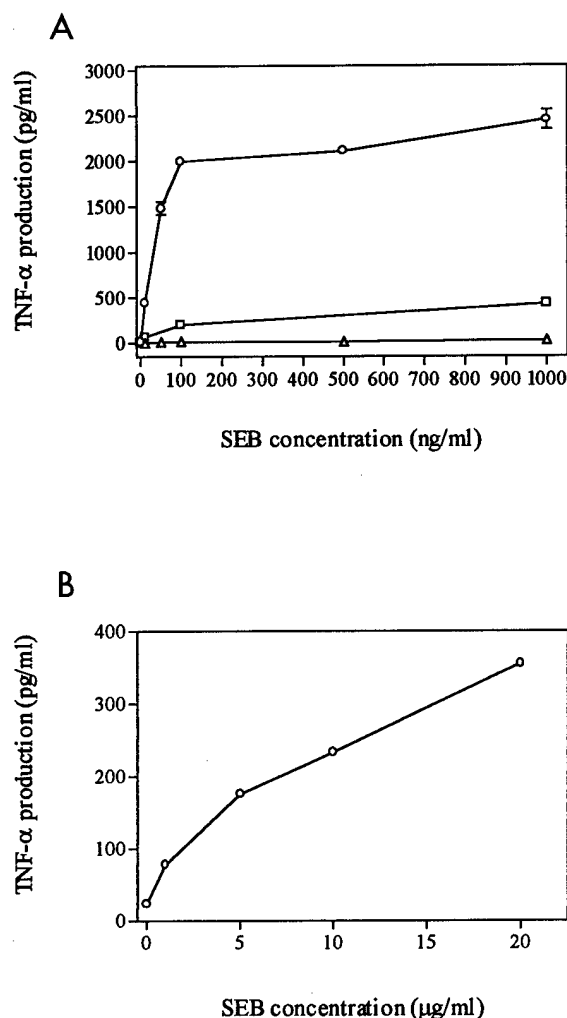 A
TNF-α production (pg/ml)
3000
2500
2000
1500
1000
500
0
0 100 200 300 400 500 600 700 800 900 1000
SEB concentration (ng/ml)
B
TNF-α production (pg/ml)
400
300
200
100
0
0 5 10 15 20
SEB concentration (μg/ml)